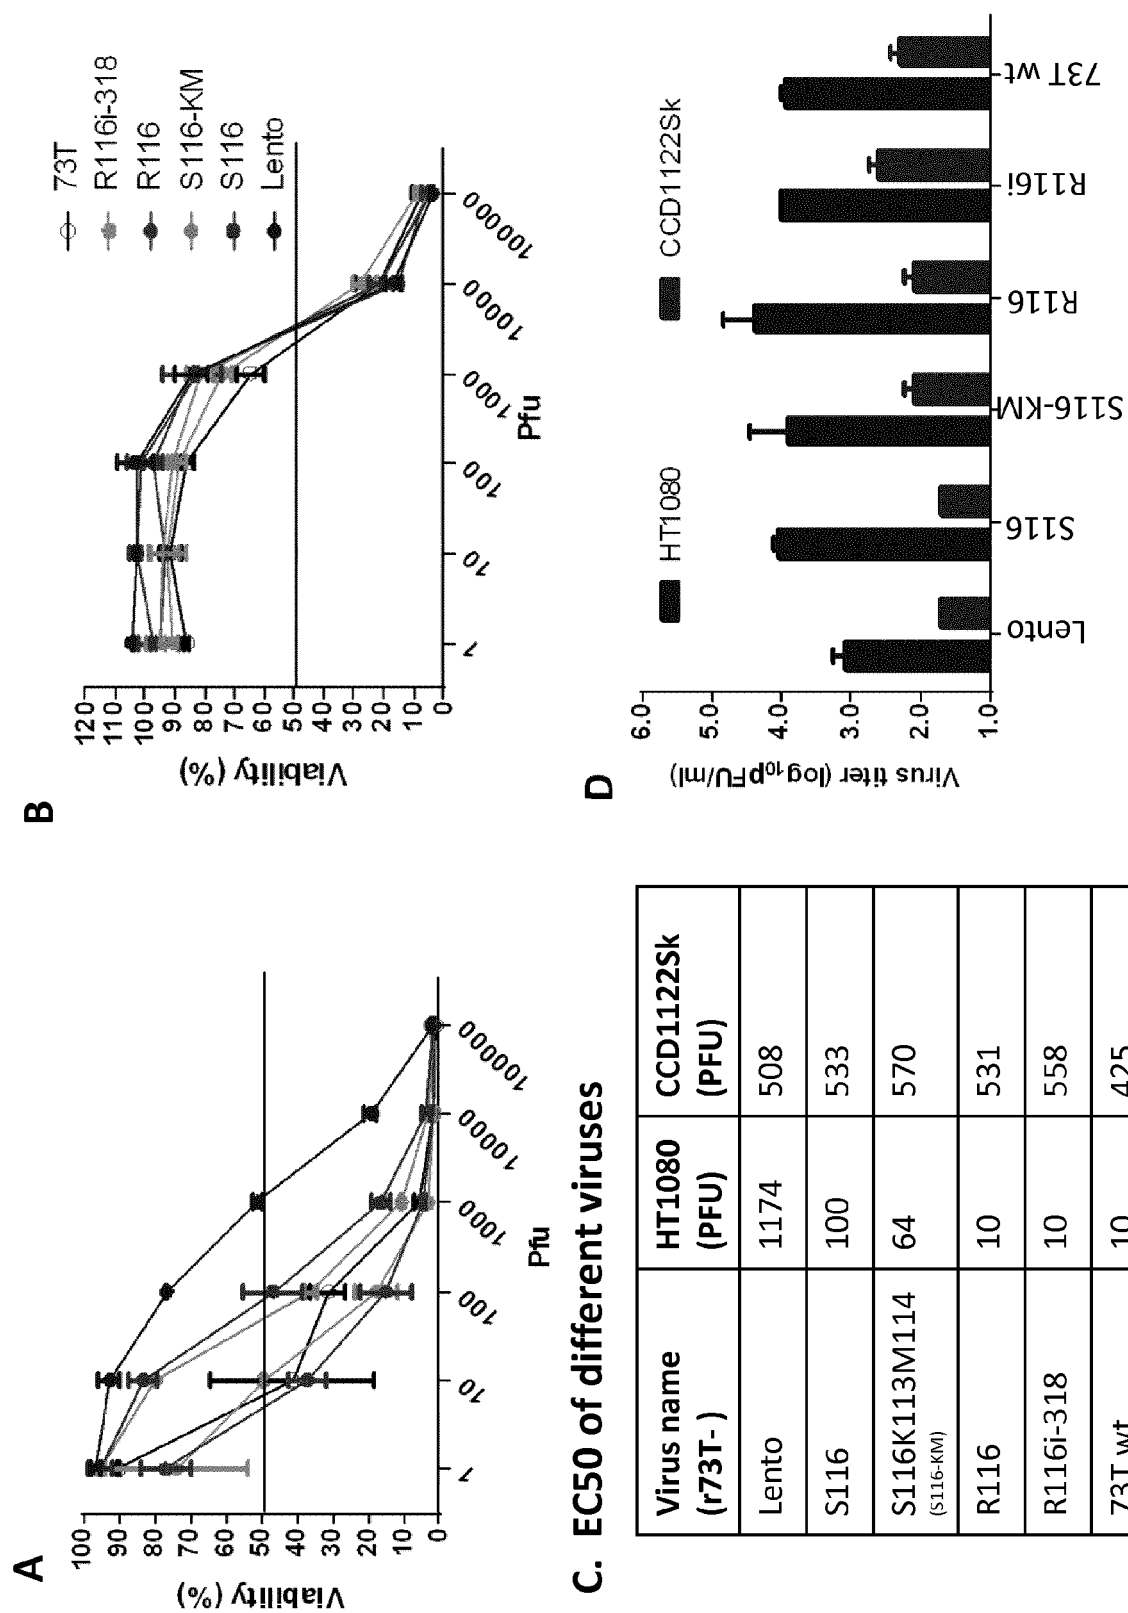 A
Viability (%)
100
90
80
70
60
50
40
30
20
10
0
1
10
100
1000
10000
100000
Pfu
B
Viability (%)
120
110
100
90
80
70
60
50
40
30
20
10
0
1
10
100
1000
10000
100000
Pfu
73T
R116i-318
R116
S116-KM
S116
Lento
C. EC50 of different viruses
Virus name (r73T- ) HT1080 (PFU) CCD1122Sk (PFU)
Lento 1174 508
S116 100 533
S116K113M114 (S116-KM) 64 570
R116 10 531
R116i-318 10 558
73T wt 10 425
D
Virus titer (log10pFU/ml)
6.0
5.0
4.0
3.0
2.0
1.0
HT1080
CCD1122Sk
Lento
S116
S116-KM
R116
R116i
73T wt